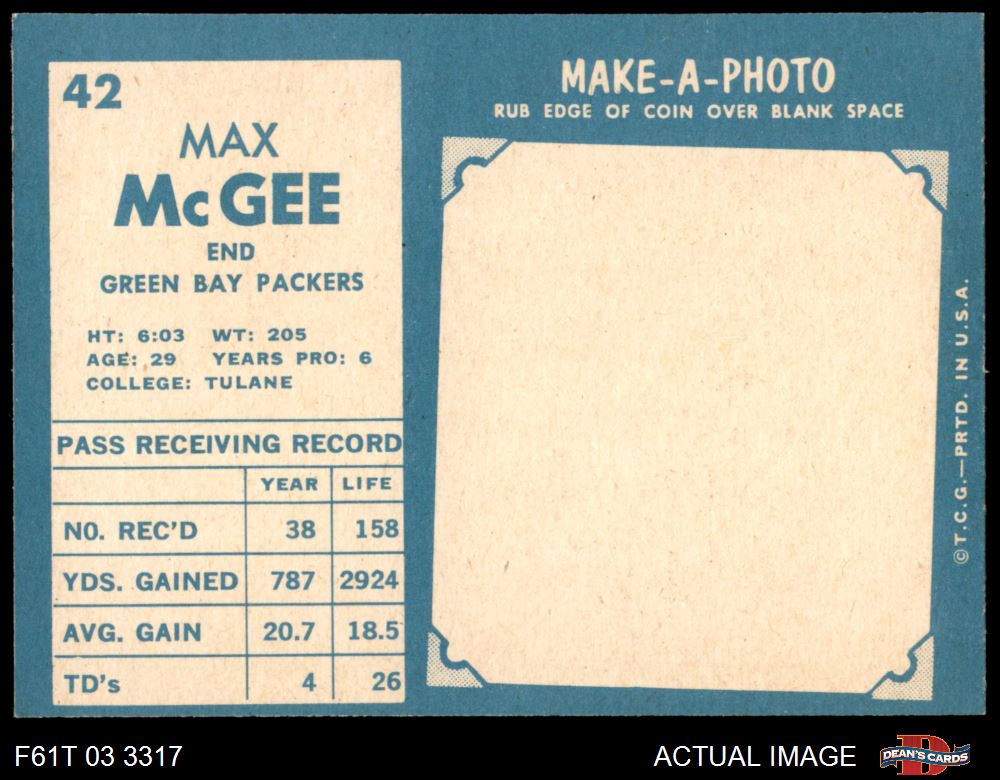 42
MAX
McGEE
END
GREEN BAY PACKERS
HT: 6:03 WT: 205
AGE: 29 YEARS PRO: 6
COLLEGE: TULANE
PASS RECEIVING RECORD
YEAR LIFE
NO. REC'D 38 158
YDS. GAINED 787 2924
AVG. GAIN 20.7 18.5
TD's 4 26
MAKE-A-PHOTO
RUB EDGE OF COIN OVER BLANK SPACE
©T.C.G.—PRTD. IN U.S.A.
F61T 03 3317
ACTUAL IMAGE
DEAN'S CARDS